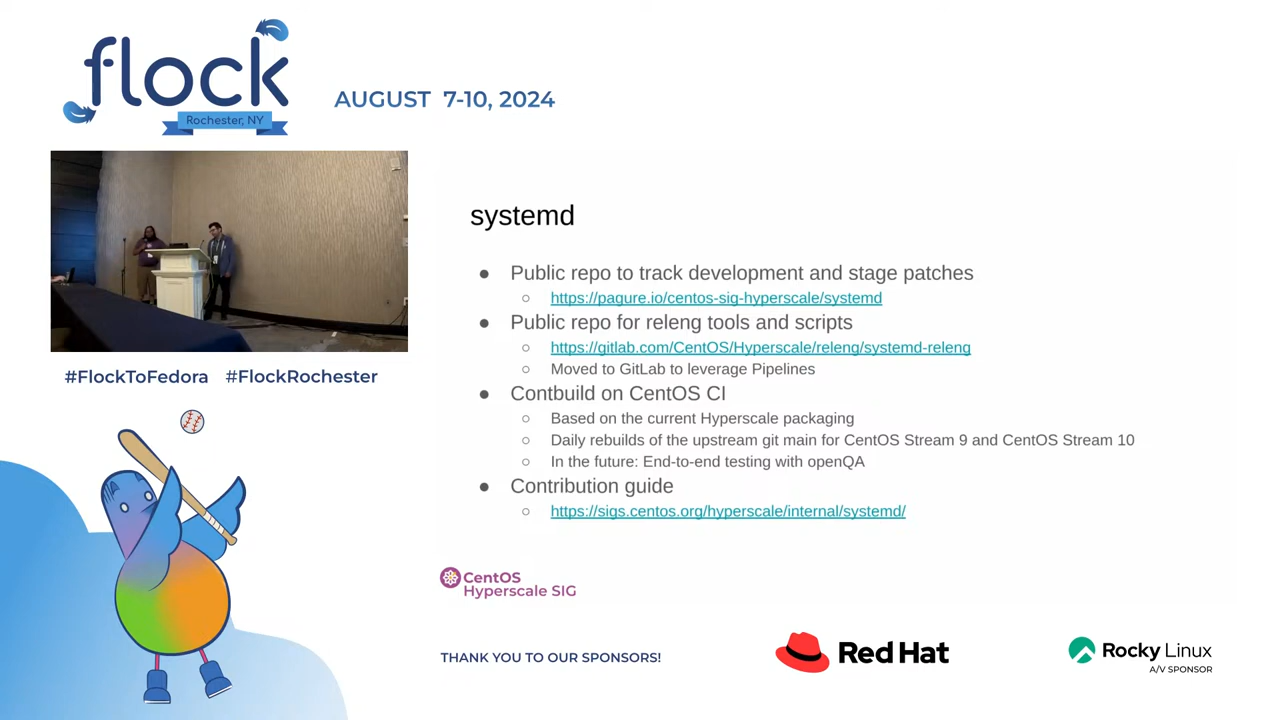 flock
Rochester, NY
AUGUST 7-10, 2024
#FlockToFedora #FlockRochester
systemd
● Public repo to track development and stage patches
○ https://pagure.io/centos-sig-hyperscale/systemd
● Public repo for releng tools and scripts
○ https://gitlab.com/CentOS/Hyperscale/releng/systemd-releng
○ Moved to GitLab to leverage Pipelines
● Contbuild on CentOS CI
○ Based on the current Hyperscale packaging
○ Daily rebuilds of the upstream git main for CentOS Stream 9 and CentOS Stream 10
○ In the future: End-to-end testing with openQA
● Contribution guide
○ https://sigs.centos.org/hyperscale/internal/systemd/
CentOS
Hyperscale SIG
THANK YOU TO OUR SPONSORS!
Red Hat
Rocky Linux
A/V SPONSOR